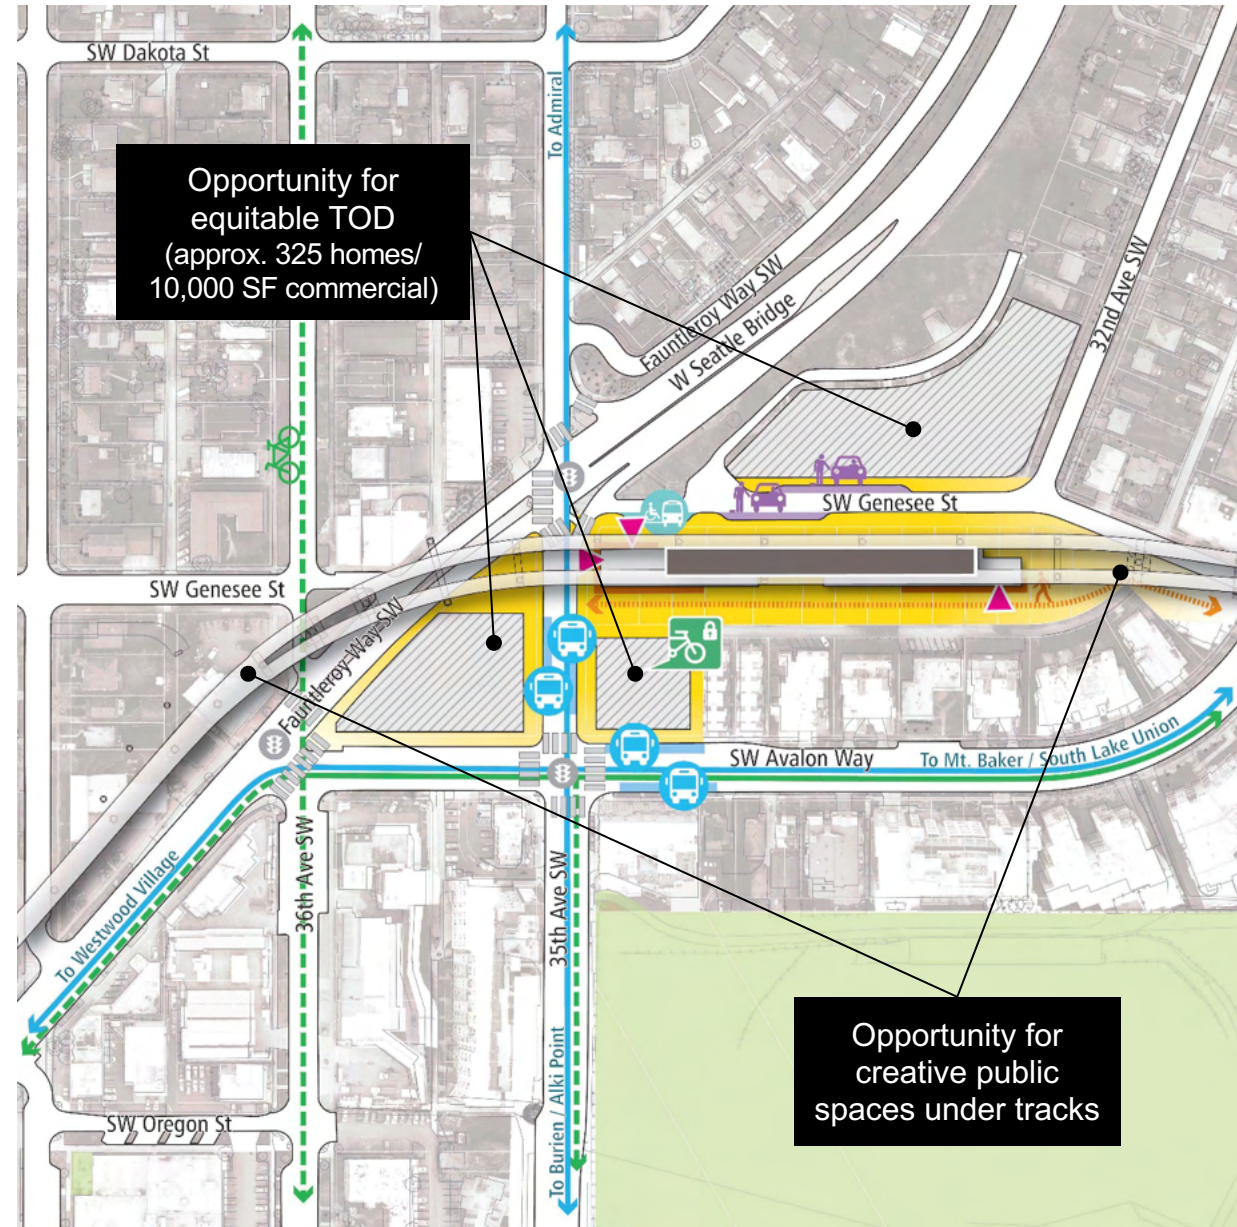 SW Dakota St
To Admiral
Opportunity for
equitable TOD
(approx. 325 homes/
10,000 SF commercial)
Fauntleroy Way SW
W Seattle Bridge
32nd Ave SW
SW Genesee St
SW Genesee St
Fauntleroy Way SW
SW Avalon Way
To Mt. Baker / South Lake Union
To Westwood Village
36th Ave SW
35th Ave SW
To Burien / Alki Point
Opportunity for
creative public
spaces under tracks
SW Oregon St